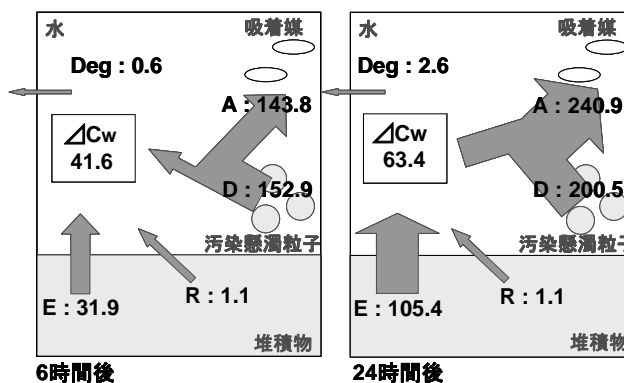 水
吸着媒
Deg : 0.6
A : 143.8
⊿Cw
41.6
D : 152.9
汚染懸濁粒子
E : 31.9
R : 1.1
堆積物
6時間後
水
吸着媒
Deg : 2.6
A : 240.9
⊿Cw
63.4
D : 200.5
汚染懸濁粒子
E : 105.4
R : 1.1
堆積物
24時間後